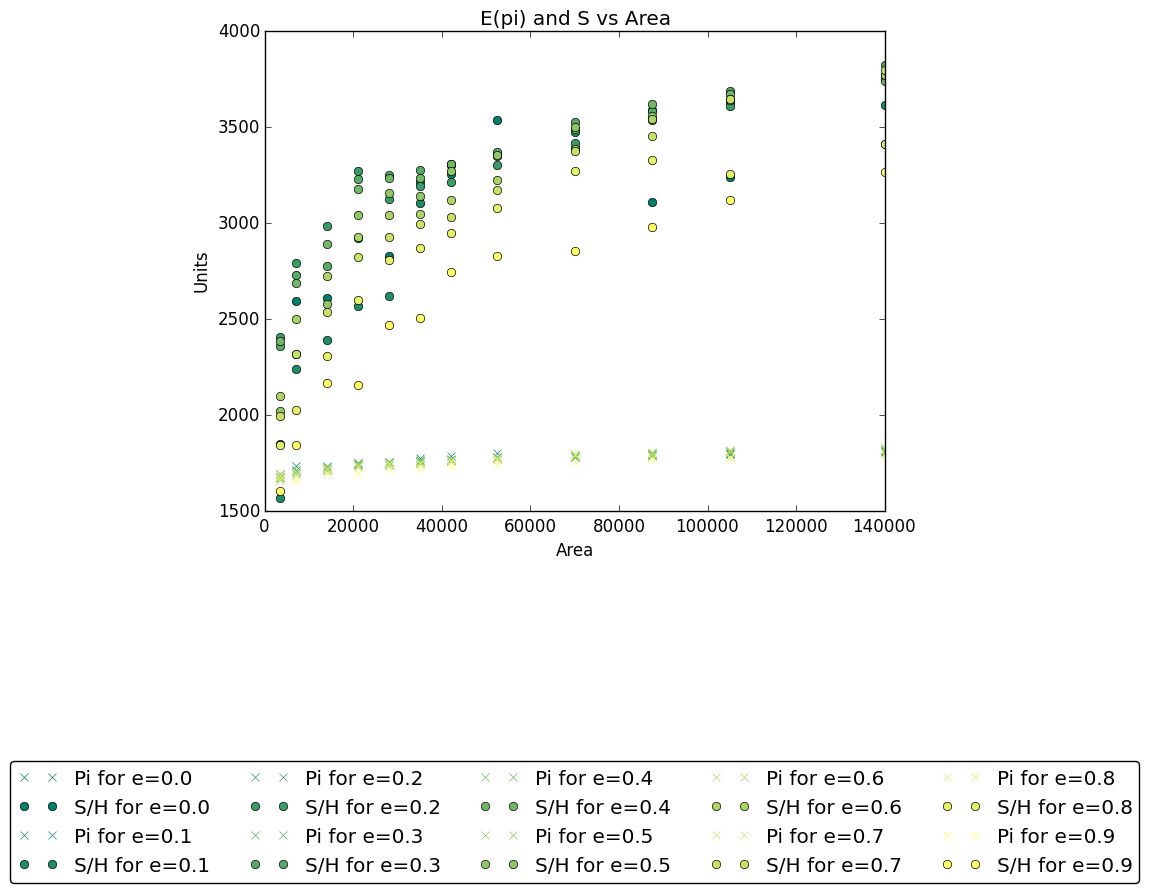 E(pi) and S vs Area
4000
3500
3000
2500
2000
1500
Units
0 20000 40000 60000 80000 100000 120000 140000
Area
Pi for e=0.0 Pi for e=0.2 Pi for e=0.4 Pi for e=0.6 Pi for e=0.8
S/H for e=0.0 S/H for e=0.2 S/H for e=0.4 S/H for e=0.6 S/H for e=0.8
Pi for e=0.1 Pi for e=0.3 Pi for e=0.5 Pi for e=0.7 Pi for e=0.9
S/H for e=0.1 S/H for e=0.3 S/H for e=0.5 S/H for e=0.7 S/H for e=0.9